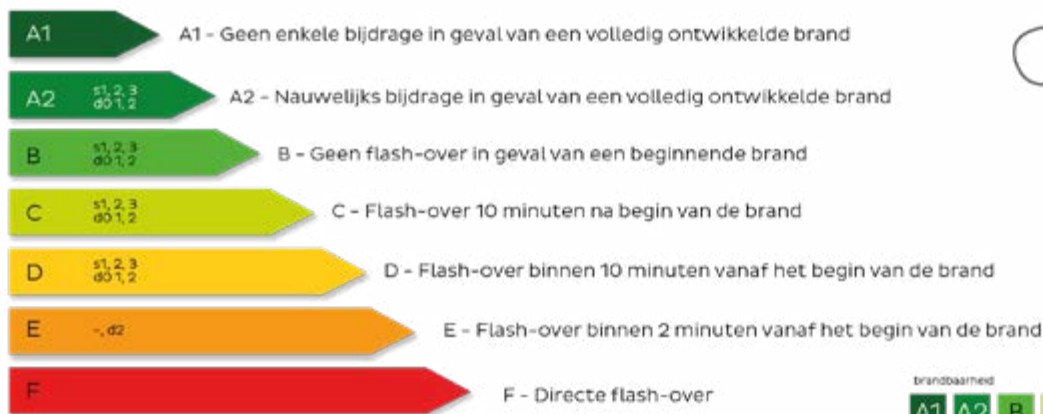 A1
A1 - Geen enkele bijdrage in geval van een volledig ontwikkelde brand
A2
s1, 2, 3
d0 1, 2
A2 - Nauwelijks bijdrage in geval van een volledig ontwikkelde brand
B
s1, 2, 3
d0 1, 2
B - Geen flash-over in geval van een beginnende brand
C
s1, 2, 3
d0 1, 2
C - Flash-over 10 minuten na begin van de brand
D
s1, 2, 3
d0 1, 2
D - Flash-over binnen 10 minuten vanaf het begin van de brand
E
-, d2
E - Flash-over binnen 2 minuten vanaf het begin van de brand
F
F - Directe flash-over
brandbaarheid
A1 A2 B